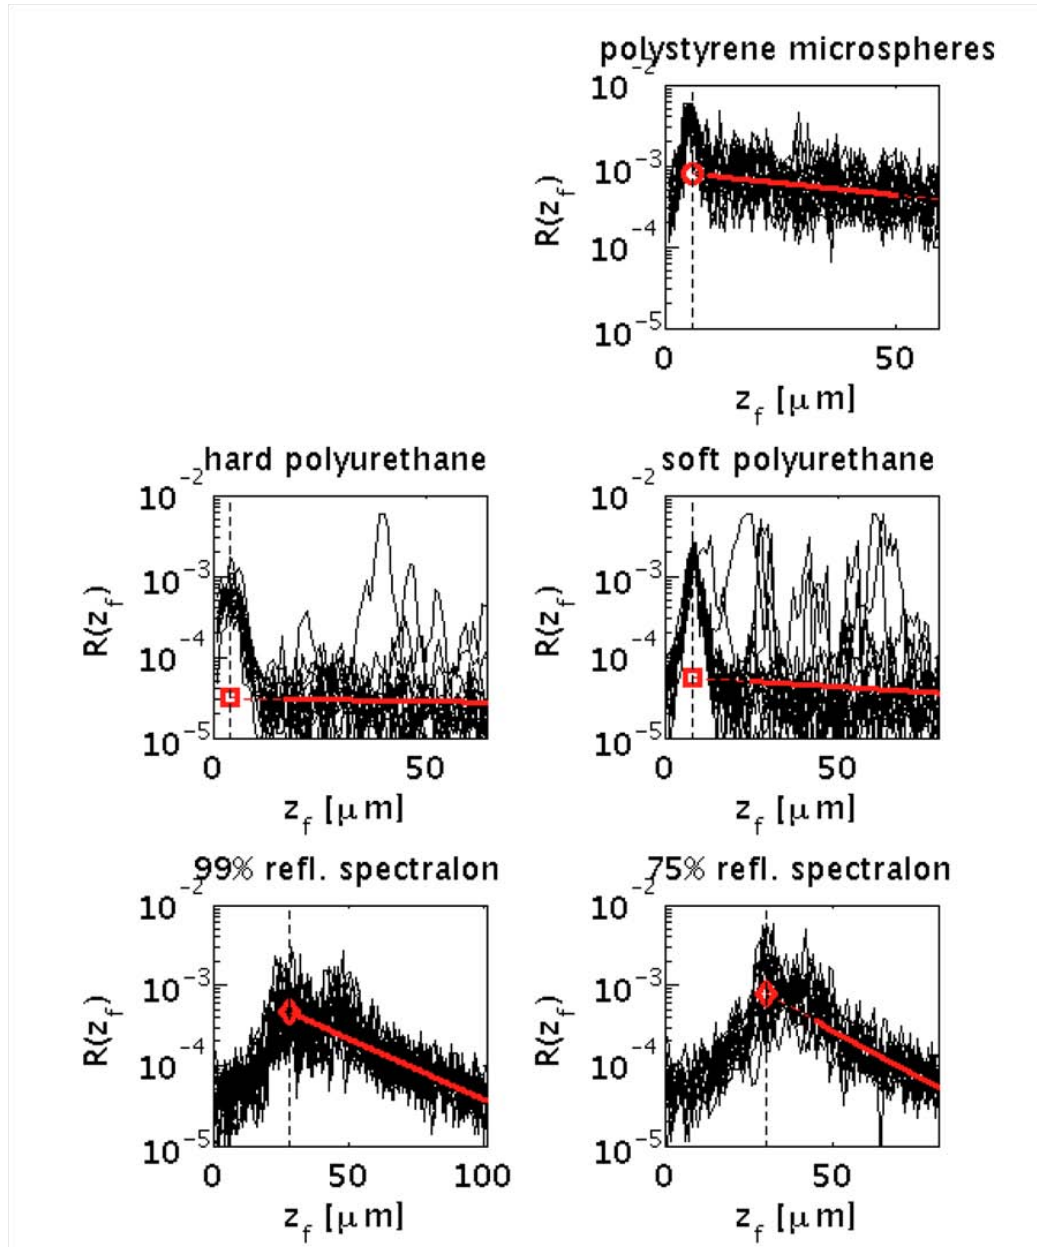 polystyrene microspheres
10^-2
10^-3
10^-4
10^-5
R(z_f)
0 50
z_f [μm]
hard polyurethane
10^-2
10^-3
10^-4
10^-5
R(z_f)
0 50
z_f [μm]
soft polyurethane
10^-2
10^-3
10^-4
10^-5
R(z_f)
0 50
z_f [μm]
99% refl. spectralon
10^-2
10^-3
10^-4
10^-5
R(z_f)
0 50 100
z_f [μm]
75% refl. spectralon
10^-2
10^-3
10^-4
10^-5
R(z_f)
0 50
z_f [μm]